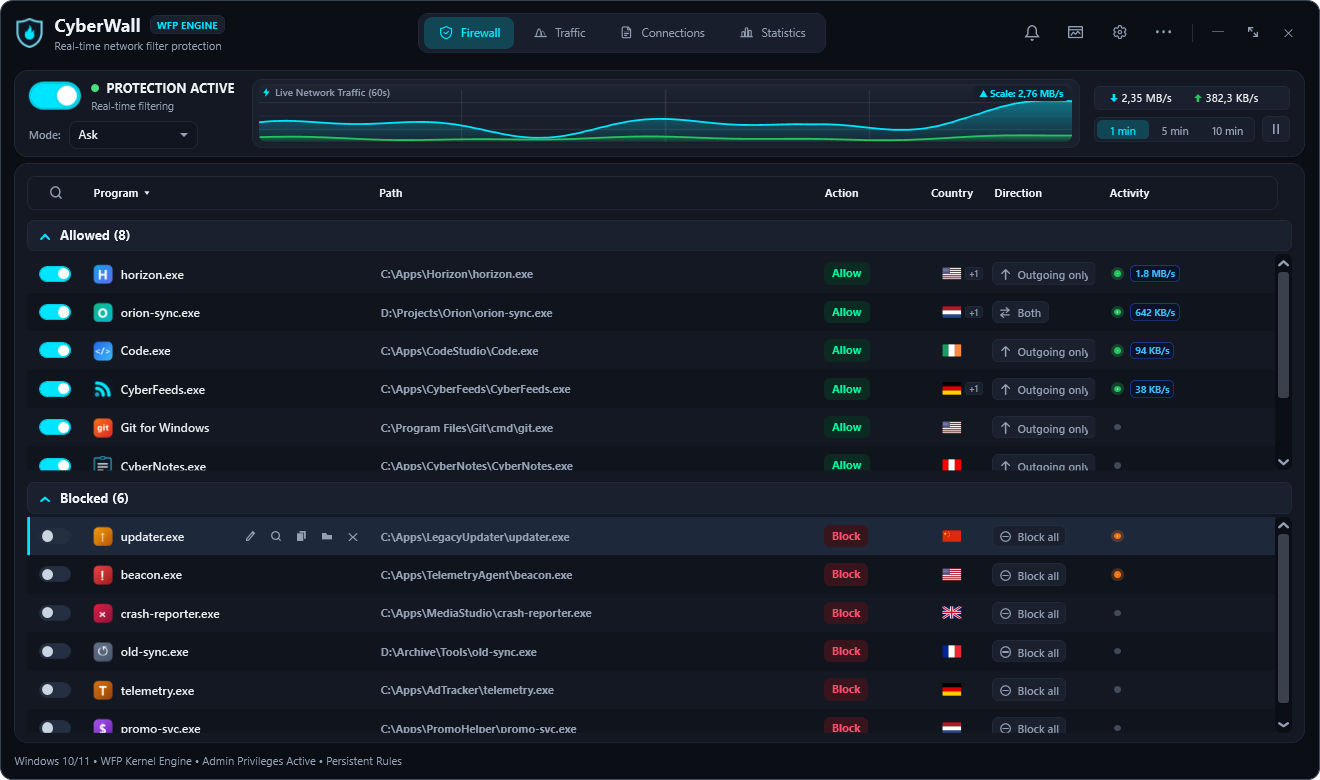 CyberWall WFP ENGINE
Real-time network filter protection
Firewall Traffic Connections Statistics
PROTECTION ACTIVE
Real-time filtering
Mode: Ask
Live Network Traffic (60s) ▲ Scale: 2,76 MB/s
2,35 MB/s 382,3 KB/s
1 min 5 min 10 min
Program Path Action Country Direction Activity
Allowed (8)
H horizon.exe C:\Apps\Horizon\horizon.exe Allow +1 Outgoing only 1.8 MB/s
O orion-sync.exe D:\Projects\Orion\orion-sync.exe Allow +1 Both 642 KB/s
</> Code.exe C:\Apps\CodeStudio\Code.exe Allow Outgoing only 94 KB/s
CyberFeeds.exe C:\Apps\CyberFeeds\CyberFeeds.exe Allow +1 Outgoing only 38 KB/s
git Git for Windows C:\Program Files\Git\cmd\git.exe Allow Outgoing only
CyberNotes.exe C:\Apps\CyberNotes\CyberNotes.exe Allow Outgoing only
Blocked (6)
updater.exe C:\Apps\LegacyUpdater\updater.exe Block Block all
! beacon.exe C:\Apps\TelemetryAgent\beacon.exe Block Block all
× crash-reporter.exe C:\Apps\MediaStudio\crash-reporter.exe Block Block all
old-sync.exe D:\Archive\Tools\old-sync.exe Block Block all
T telemetry.exe C:\Apps\AdTracker\telemetry.exe Block Block all
$ promo-svc.exe C:\Apps\PromoHelper\promo-svc.exe Block Block all
Windows 10/11 • WFP Kernel Engine • Admin Privileges Active • Persistent Rules